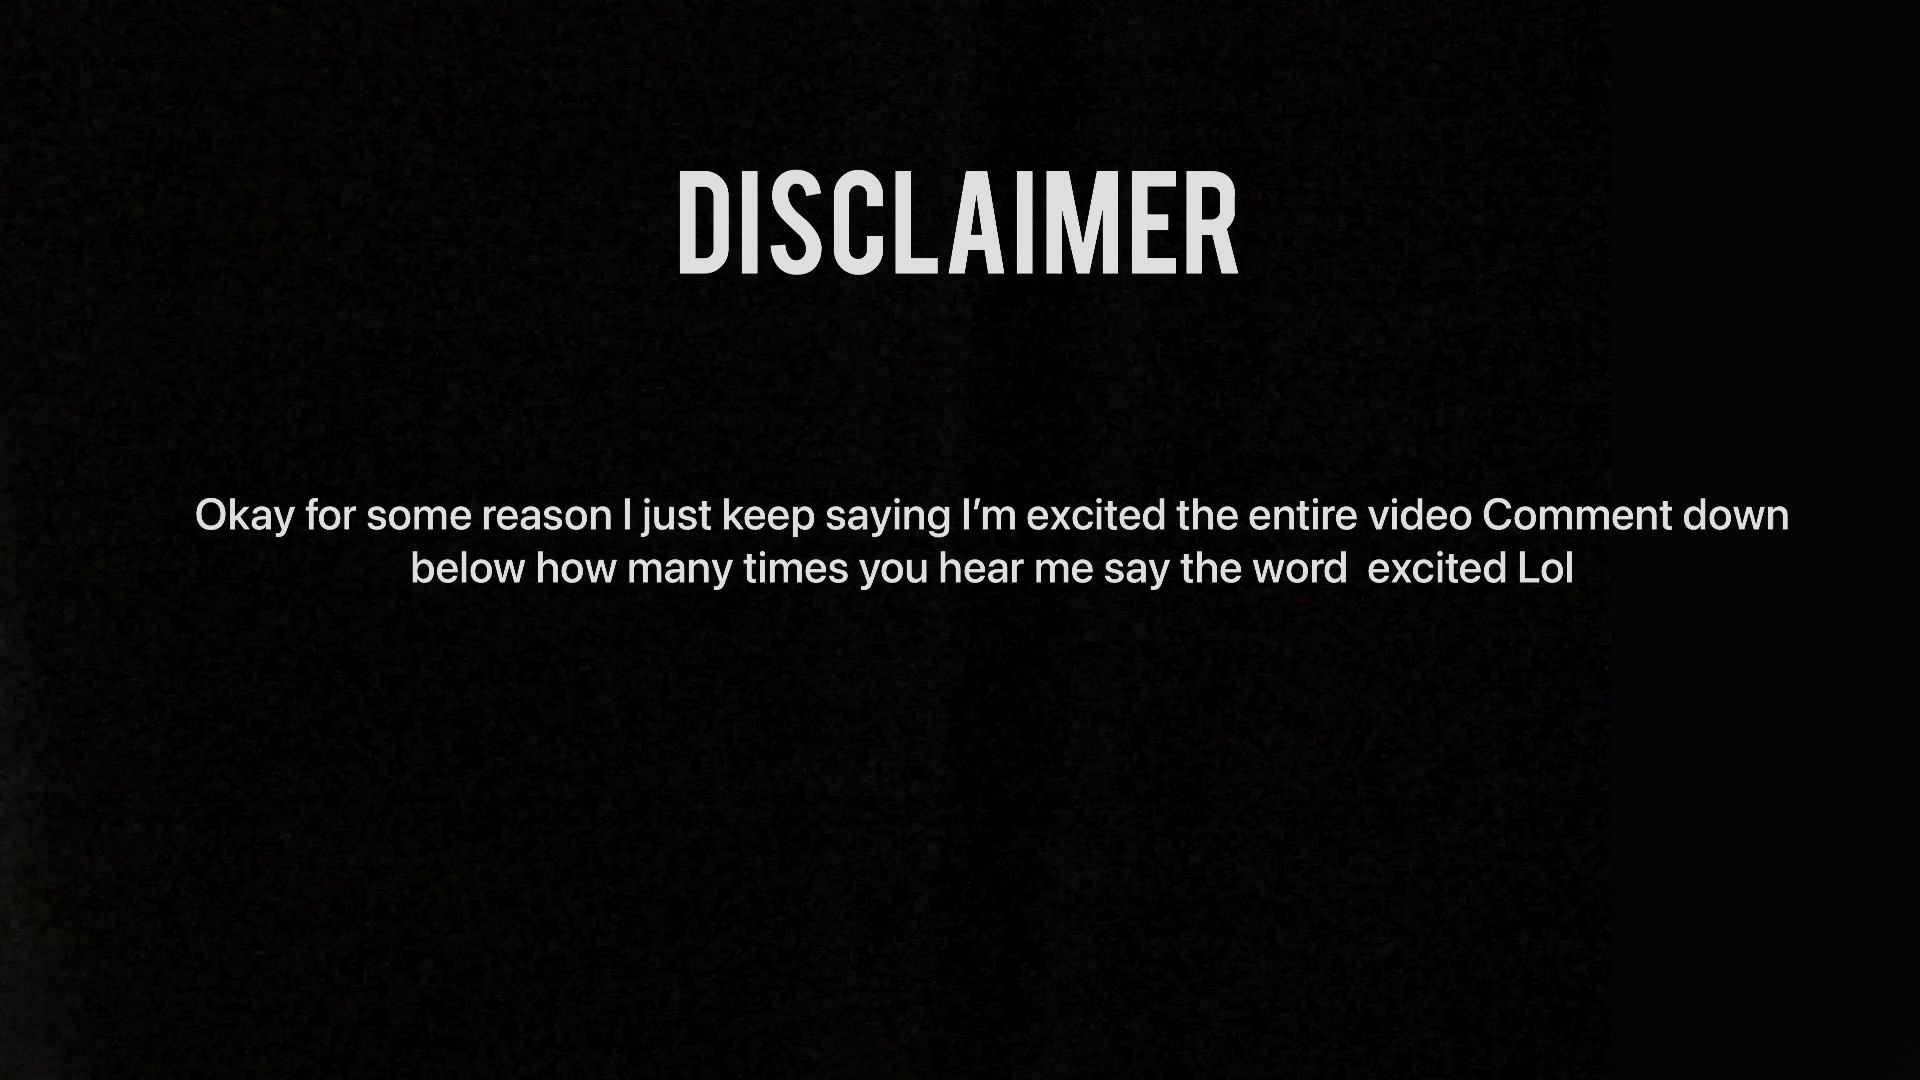 DISCLAIMER
Okay for some reason I just keep saying I’m excited the entire video Comment down
below how many times you hear me say the word  excited Lol